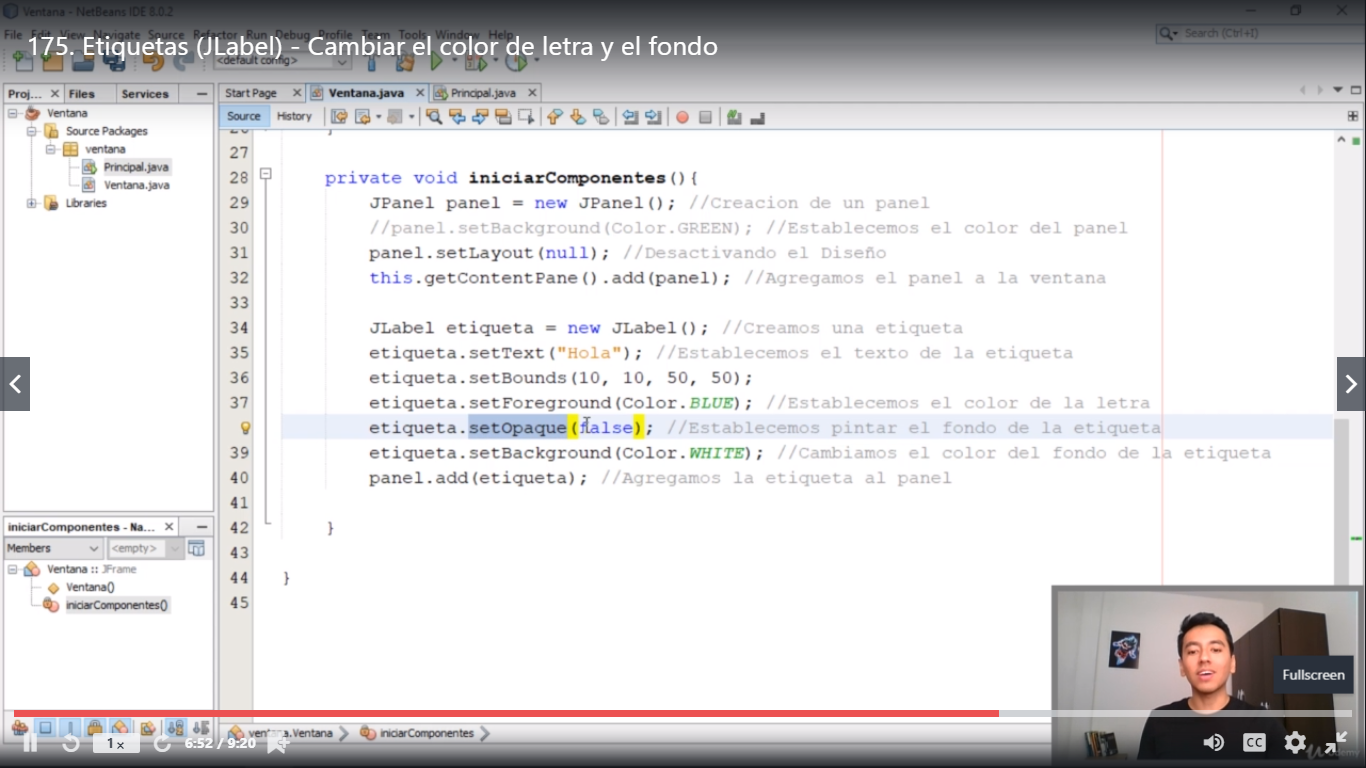 Ventana - NetBeans IDE 8.0.2
File Edit View Navigate Source Refactor Run Debug Profile Team Tools Window Help
175. Etiquetas (JLabel) - Cambiar el color de letra y el fondo
Search (Ctrl+I)
<default config>
Proj... Files Services
Start Page Ventana.java Principal.java
Source History
Ventana
Source Packages
ventana
Principal.java
Ventana.java
Libraries
26 }
27
28 private void iniciarComponentes(){
29 JPanel panel = new JPanel(); //Creacion de un panel
30 //panel.setBackground(Color.GREEN); //Establecemos el color del panel
31 panel.setLayout(null); //Desactivando el Diseño
32 this.getContentPane().add(panel); //Agregamos el panel a la ventana
33
34 JLabel etiqueta = new JLabel(); //Creamos una etiqueta
35 etiqueta.setText("Hola"); //Establecemos el texto de la etiqueta
36 etiqueta.setBounds(10, 10, 50, 50);
37 etiqueta.setForeground(Color.BLUE); //Establecemos el color de la letra
etiqueta.setOpaque(false); //Establecemos pintar el fondo de la etiqueta
39 etiqueta.setBackground(Color.WHITE); //Cambiamos el color del fondo de la etiqueta
40 panel.add(etiqueta); //Agregamos la etiqueta al panel
41
42 }
43
44 }
45
iniciarComponentes - Na...
Members <empty>
Ventana :: JFrame
Ventana()
iniciarComponentes()
Fullscreen
ventana.Ventana iniciarComponentes
1x 6:52 / 9:20 CC